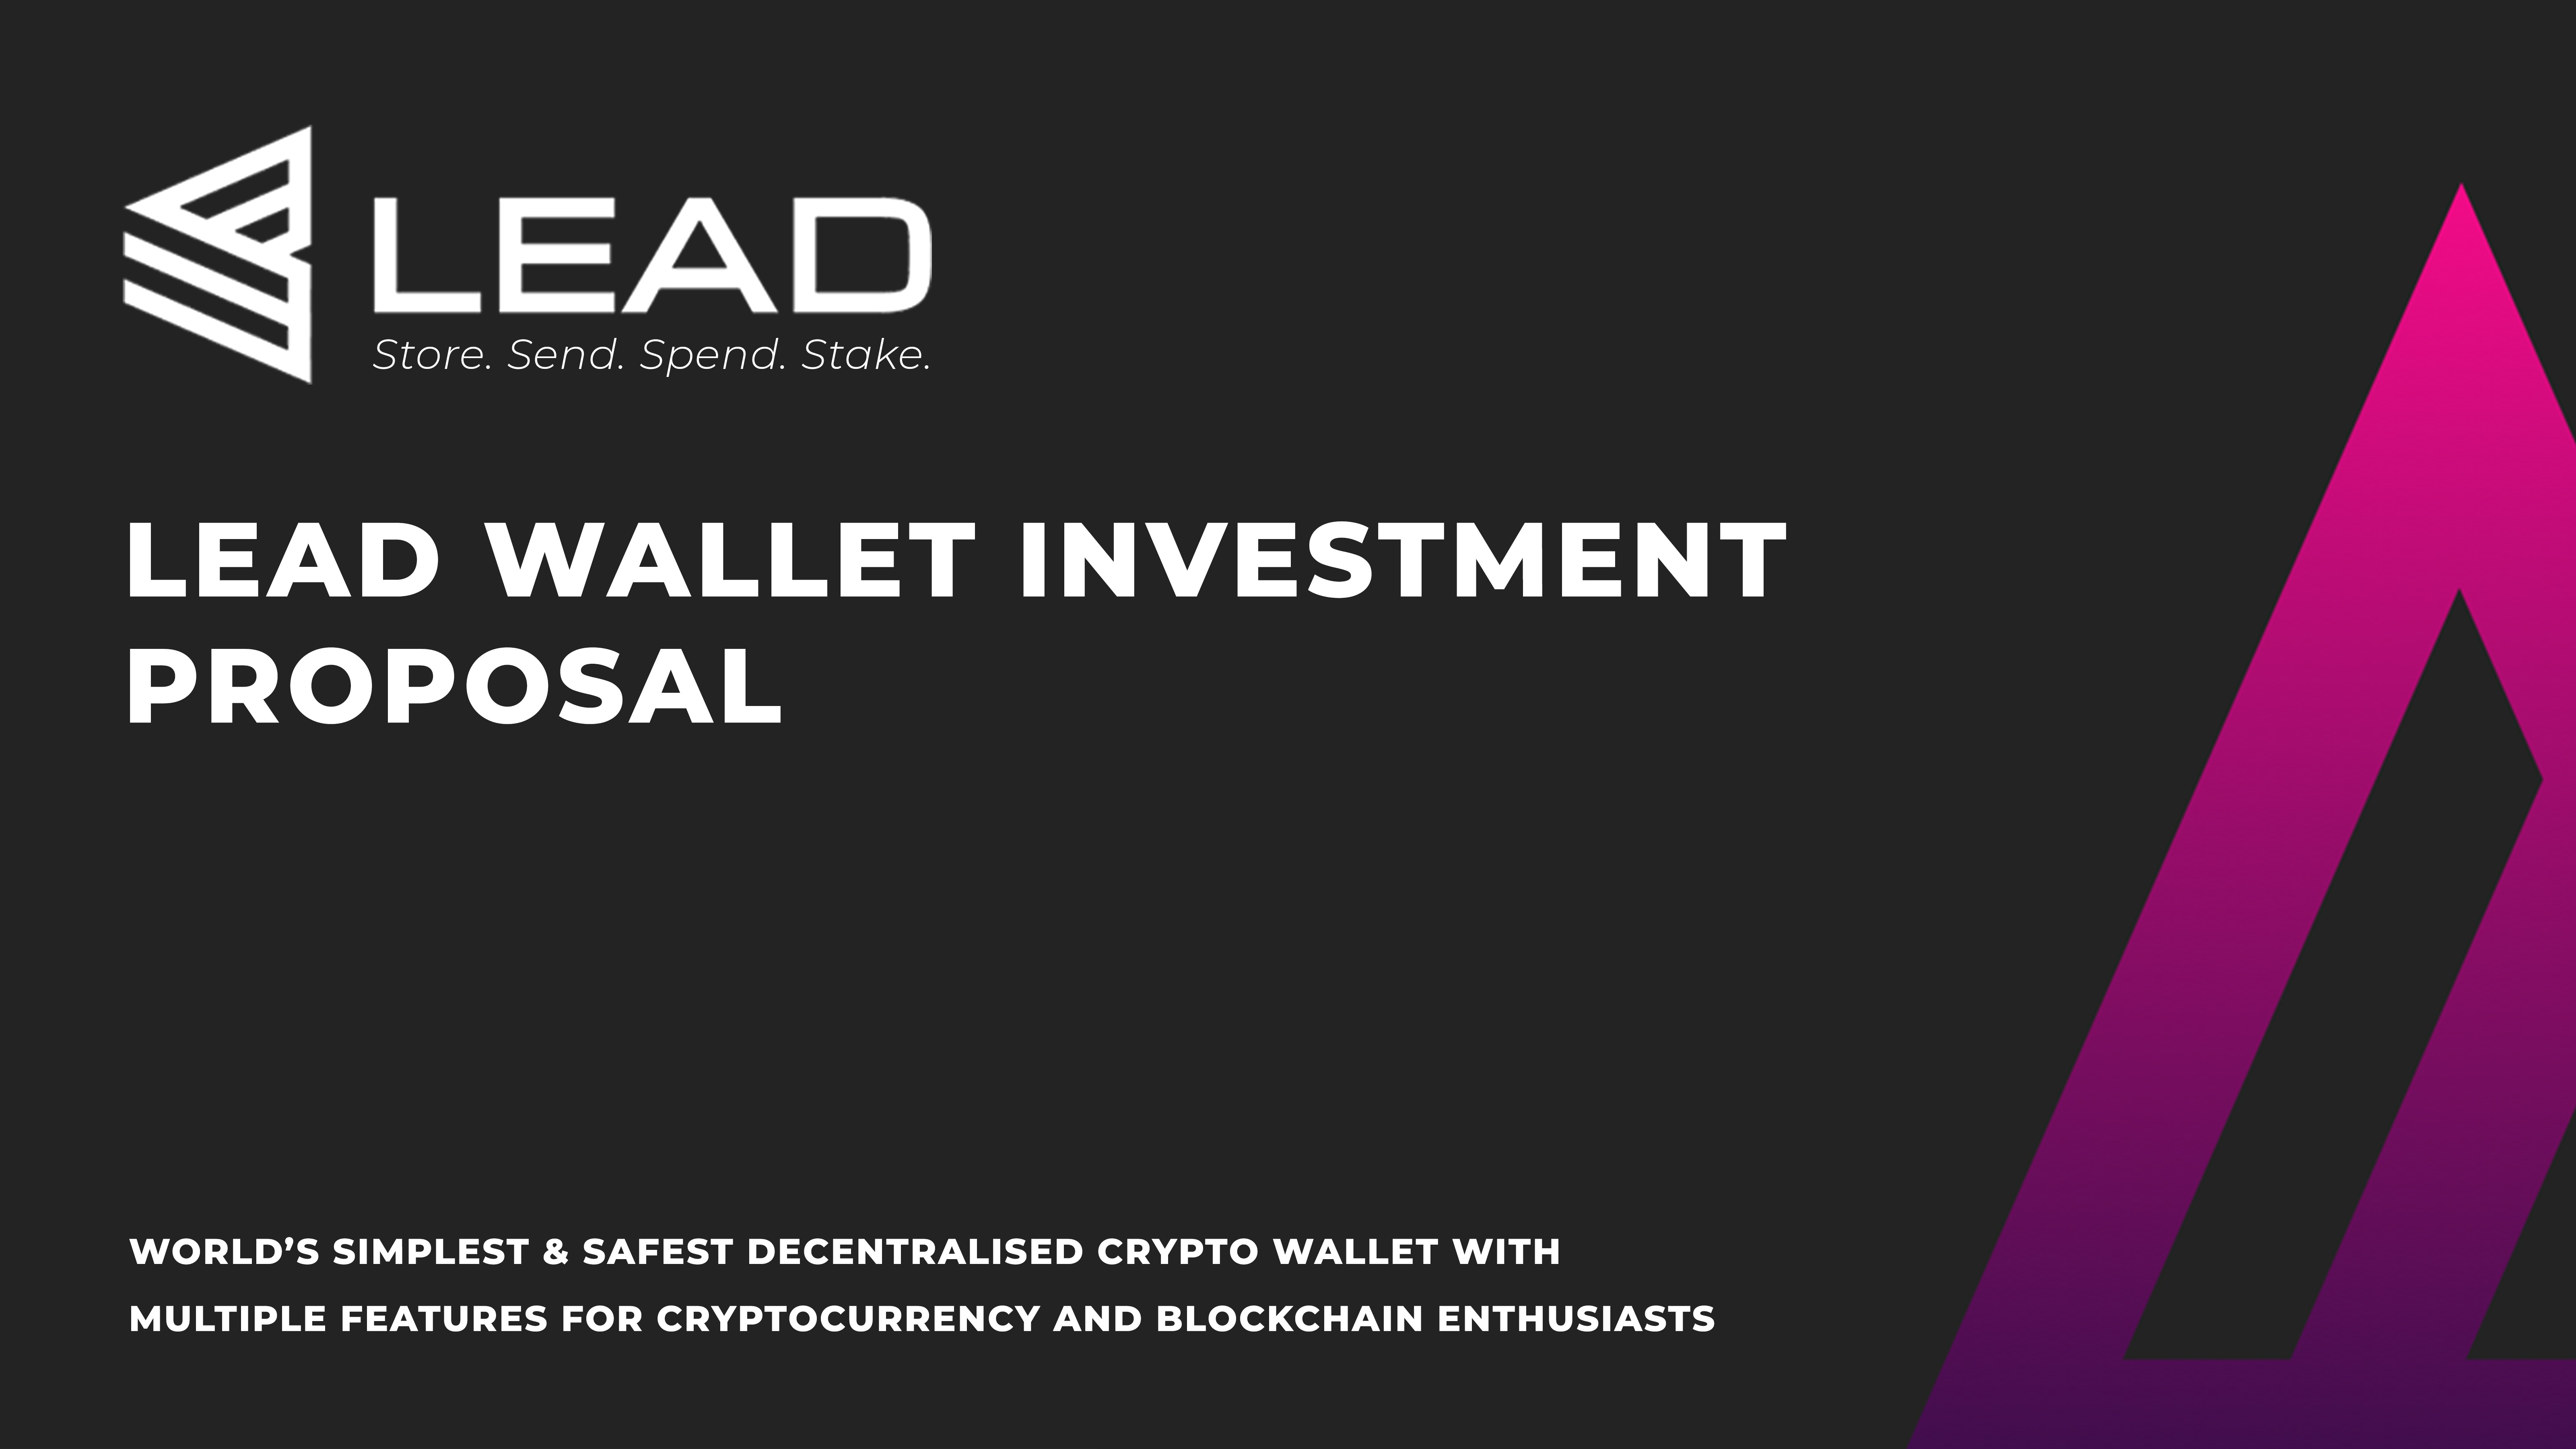 LEAD
Store. Send. Spend. Stake.
LEAD WALLET INVESTMENT
PROPOSAL
WORLD’S SIMPLEST & SAFEST DECENTRALISED CRYPTO WALLET WITH
MULTIPLE FEATURES FOR CRYPTOCURRENCY AND BLOCKCHAIN ENTHUSIASTS